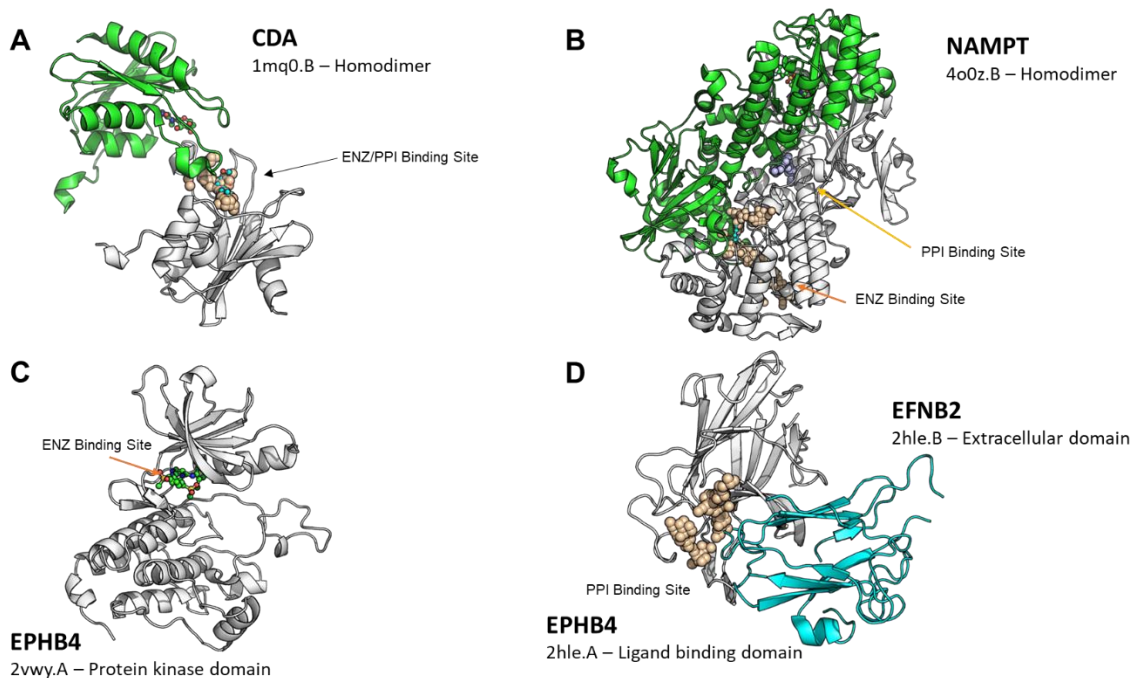 A
CDA
1mq0.B – Homodimer
ENZ/PPI Binding Site
B
NAMPT
4o0z.B – Homodimer
PPI Binding Site
ENZ Binding Site
C
ENZ Binding Site
EPHB4
2vwy.A – Protein kinase domain
D
EFNB2
2hle.B – Extracellular domain
PPI Binding Site
EPHB4
2hle.A – Ligand binding domain